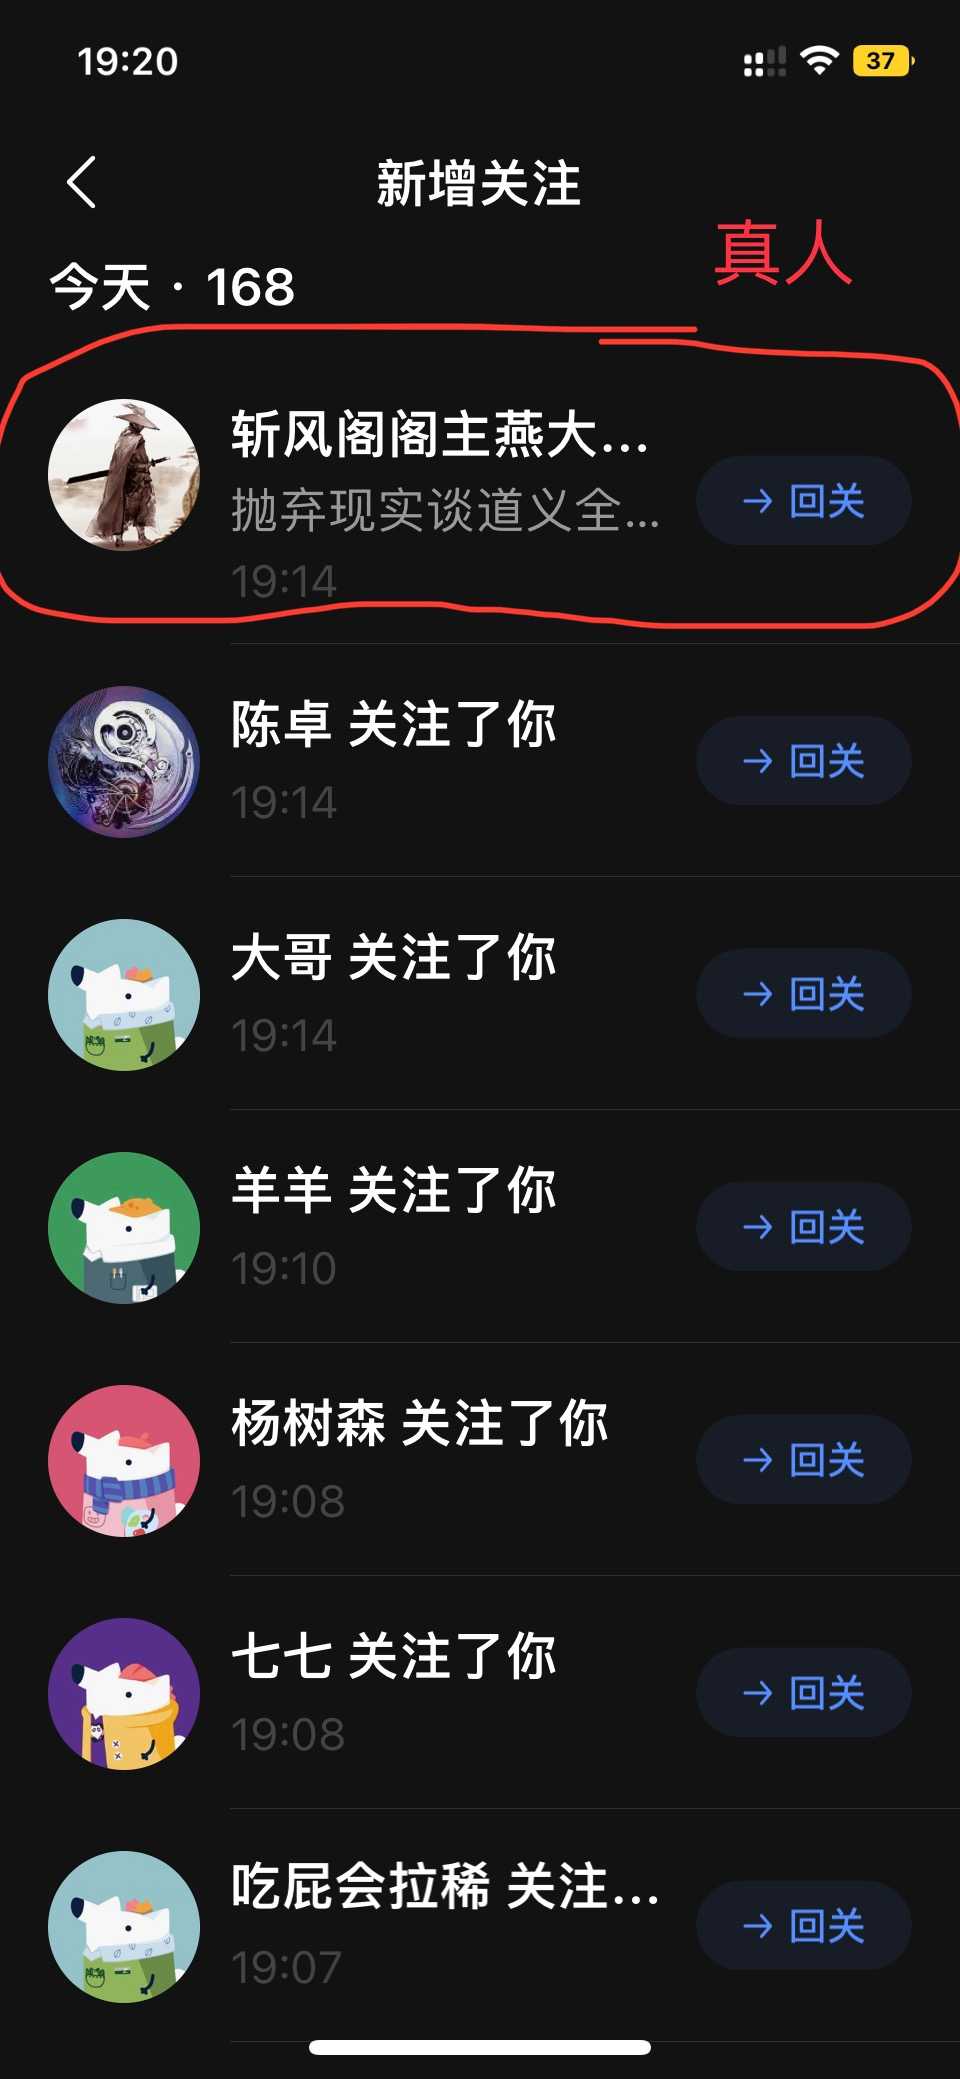 19:20
37
新增关注
真人
今天 · 168
斩风阁阁主燕大...
抛弃现实谈道义全...
19:14
回关
陈卓 关注了你
19:14
回关
大哥 关注了你
19:14
回关
羊羊 关注了你
19:10
回关
杨树森 关注了你
19:08
回关
七七 关注了你
19:08
回关
吃屁会拉稀 关注...
19:07
回关